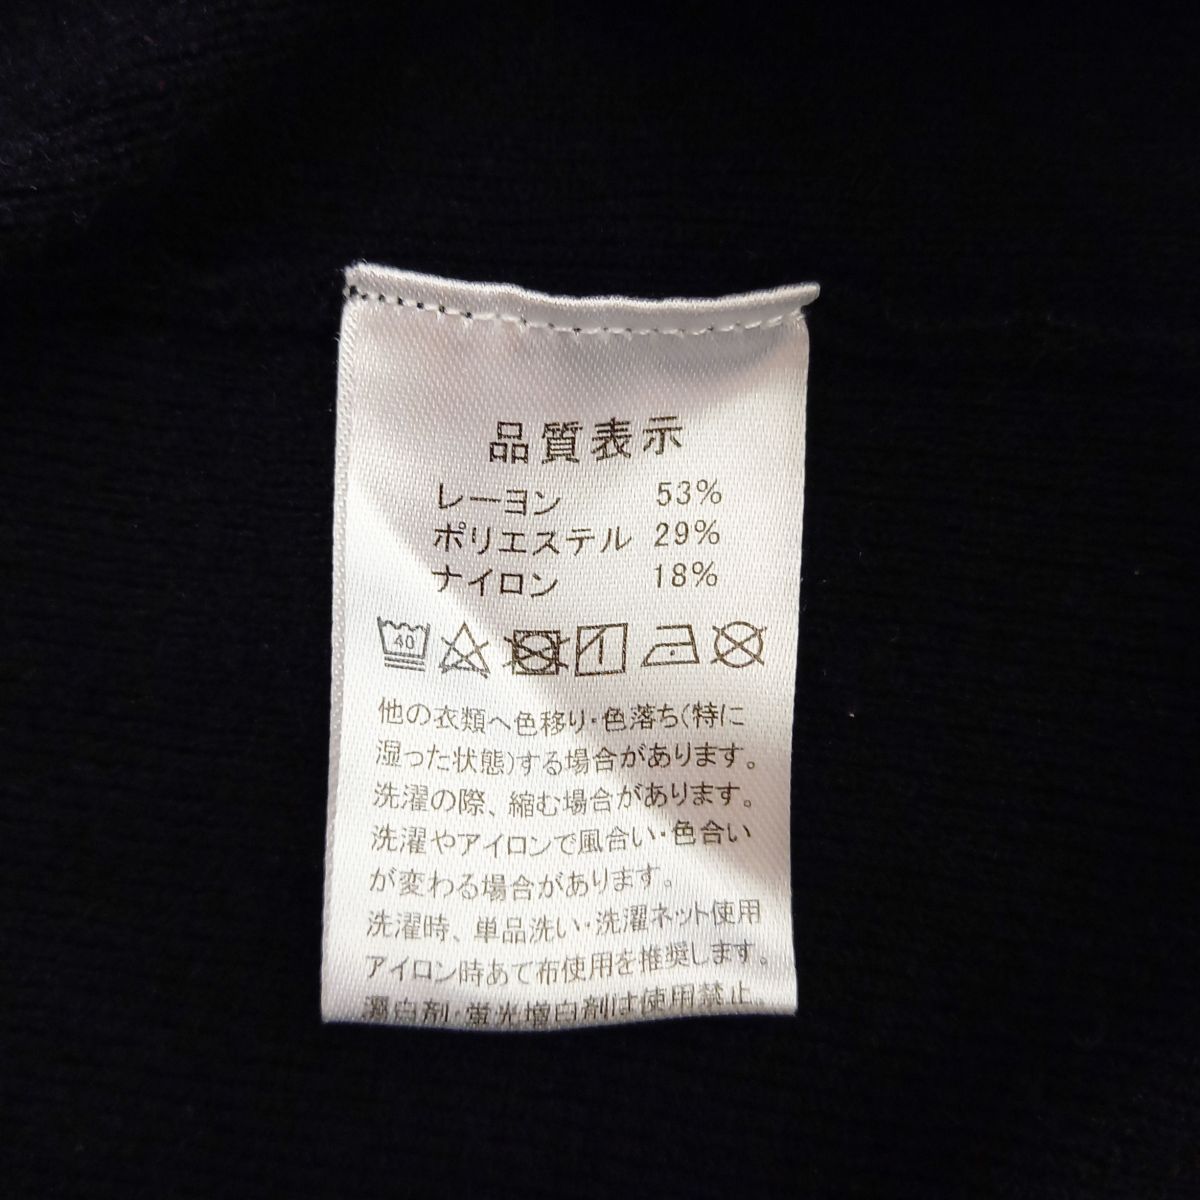 品質表示
レーヨン 53%
ポリエステル 29%
ナイロン 18%
40
他の衣類へ色移り・色落ち(特に
湿った状態)する場合があります。
洗濯の際、縮む場合があります。
洗濯やアイロンで風合い・色合い
が変わる場合があります。
洗濯時、単品洗い・洗濯ネット使用
アイロン時あて布使用を推奨します。
漂白剤・蛍光増白剤は使用禁止。